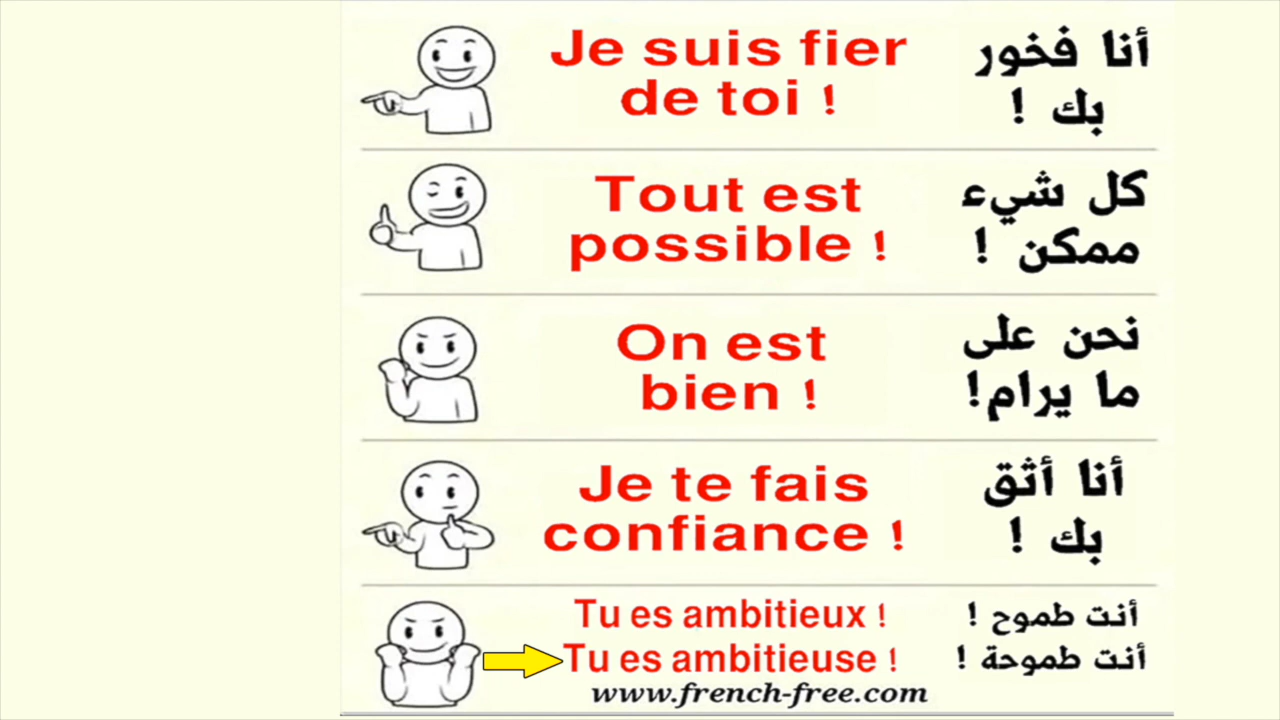 Je suis fier
de toi !
أنا فخور
بك !
Tout est
possible !
كل شيء
ممكن !
On est
bien !
نحن على
ما يرام!
Je te fais
confiance !
أنا أثق
بك !
Tu es ambitieux !
أنت طموح !
Tu es ambitieuse !
أنت طموحة !
www.french-free.com